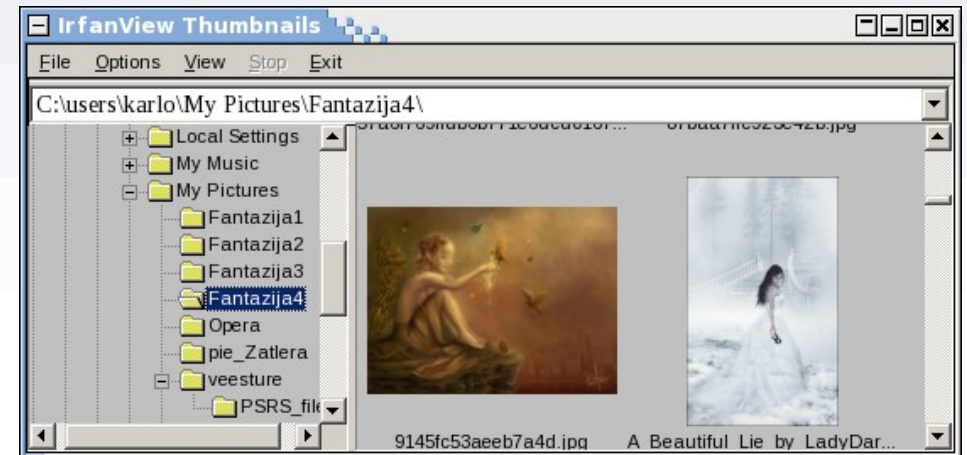 IrfanView Thumbnails
File Options View Stop Exit
C:\users\karlo\My Pictures\Fantazija4\
Local Settings
My Music
My Pictures
Fantazija1
Fantazija2
Fantazija3
Fantazija4
Opera
pie_Zatlera
veesture
PSRS_file
9145fc53aeeb7a4d.jpg A Beautiful Lie by LadyDar...